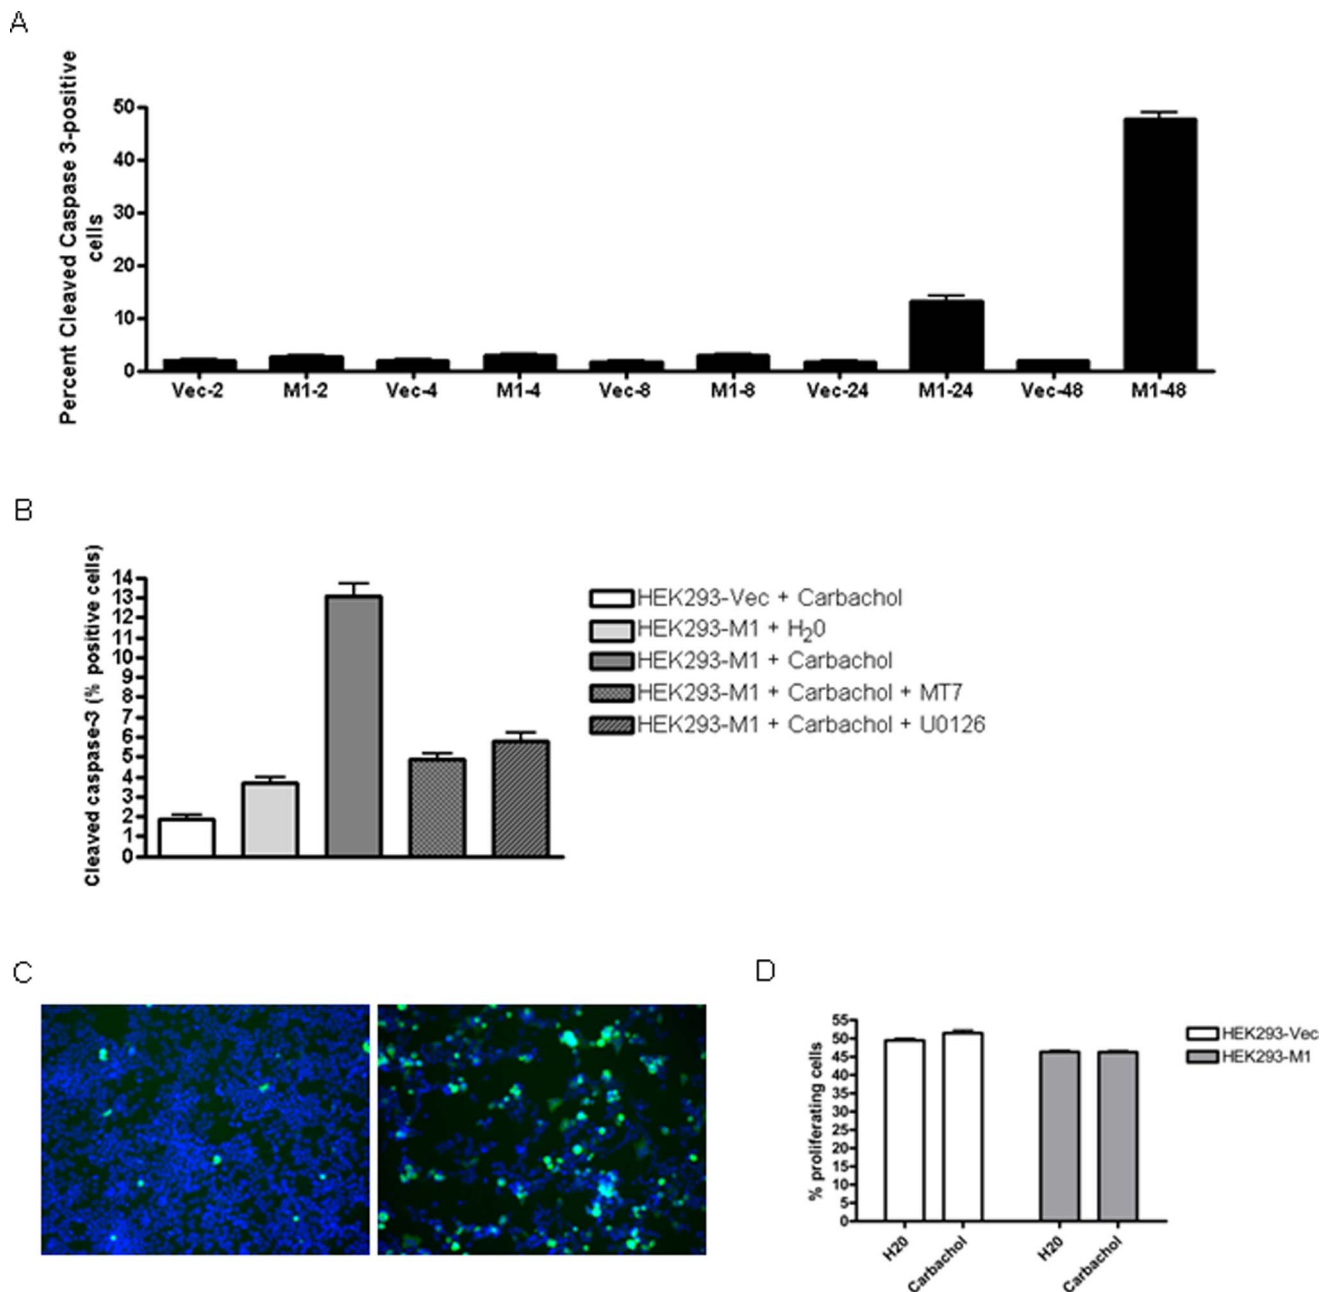 A
Percent Cleaved Caspase 3-positive
cells
50
40
30
20
10
0
Vec-2 M1-2 Vec-4 M1-4 Vec-8 M1-8 Vec-24 M1-24 Vec-48 M1-48
B
Cleaved caspase-3 (% positive cells)
14
13
12
11
10
9
8
7
6
5
4
3
2
1
0
HEK293-Vec + Carbachol
HEK293-M1 + H20
HEK293-M1 + Carbachol
HEK293-M1 + Carbachol + MT7
HEK293-M1 + Carbachol + U0126
C
D
% proliferating cells
55
50
45
40
35
30
25
20
15
10
5
0
H20 Carbachol H20 Carbachol
HEK293-Vec
HEK293-M1